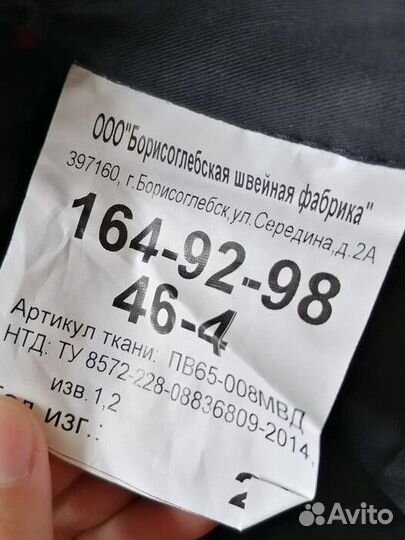 ООО"Борисоглебская швейная фабрика"
397160, г.Борисоглебск,ул.Середина,д.2А
164-92-98
46-4
Артикул ткани: ПВ65-008МВД
НТД: ТУ 8572-228-08836809-2014,
изв.1,2
изг.:
Avito